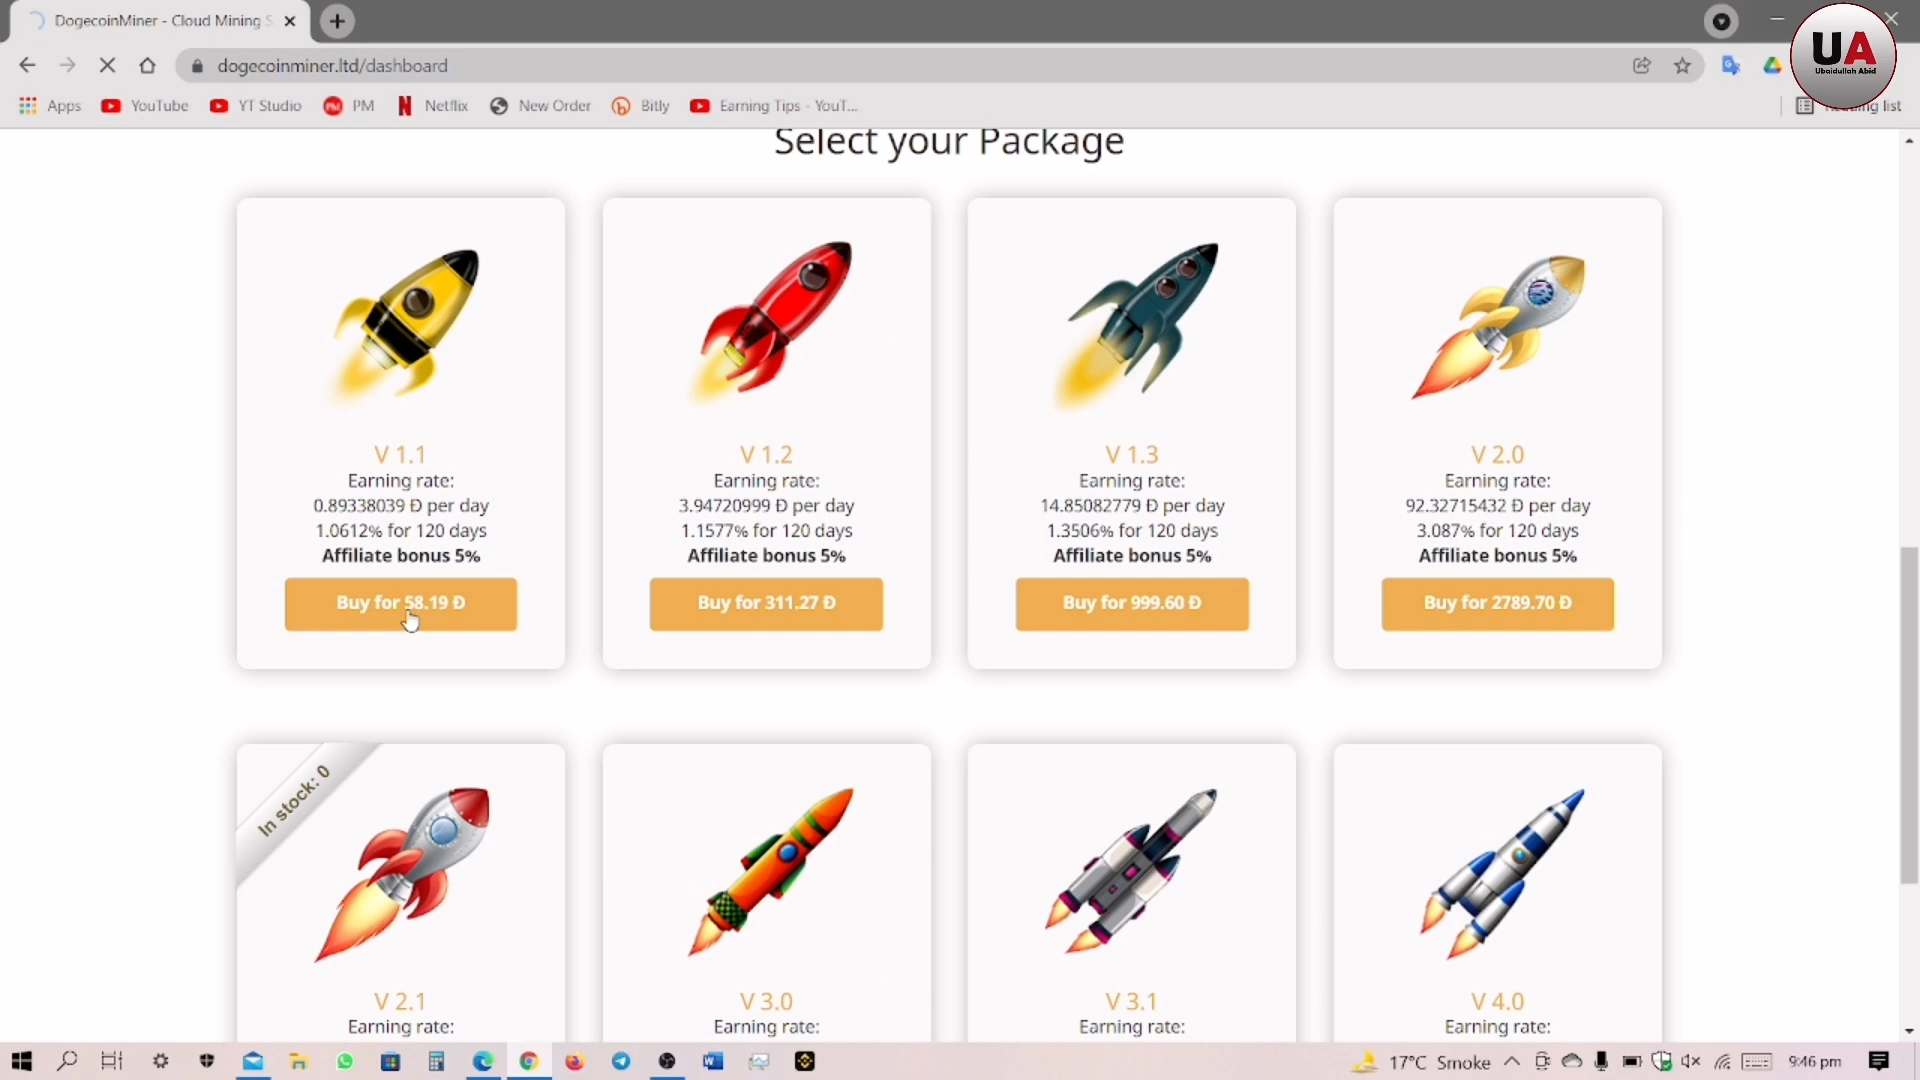 DogecoinMiner - Cloud Mining S
dogecoinminer.ltd/dashboard
UA
Ubaidullah Abid
Apps YouTube YT Studio PM PM Netflix New Order Bitly Earning Tips - YouT... Reading list
Select your Package
V 1.1
Earning rate:
0.89338039 Ð per day
1.0612% for 120 days
Affiliate bonus 5%
Buy for 58.19 Ð
V 1.2
Earning rate:
3.94720999 Ð per day
1.1577% for 120 days
Affiliate bonus 5%
Buy for 311.27 Ð
V 1.3
Earning rate:
14.85082779 Ð per day
1.3506% for 120 days
Affiliate bonus 5%
Buy for 999.60 Ð
V 2.0
Earning rate:
92.32715432 Ð per day
3.087% for 120 days
Affiliate bonus 5%
Buy for 2789.70 Ð
In stock: 0
V 2.1
Earning rate:
V 3.0
Earning rate:
V 3.1
Earning rate:
V 4.0
Earning rate:
17°C Smoke 9:46 pm